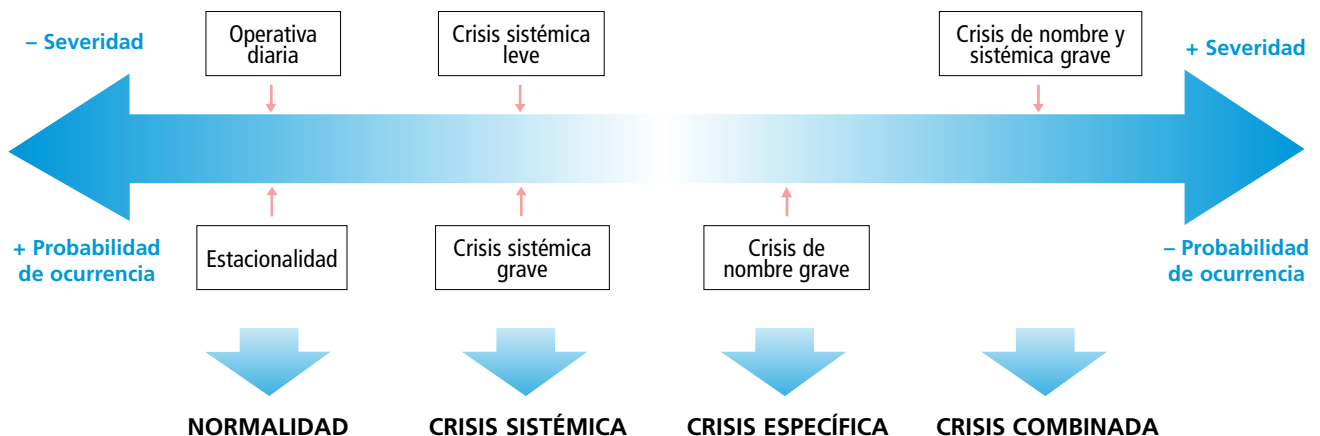 – Severidad
Operativa
diaria
Crisis sistémica
leve
Crisis de nombre y
sistémica grave
+ Severidad
+ Probabilidad
de ocurrencia
Estacionalidad
Crisis sistémica
grave
Crisis de
nombre grave
– Probabilidad
de ocurrencia
NORMALIDAD
CRISIS SISTÉMICA
CRISIS ESPECÍFICA
CRISIS COMBINADA